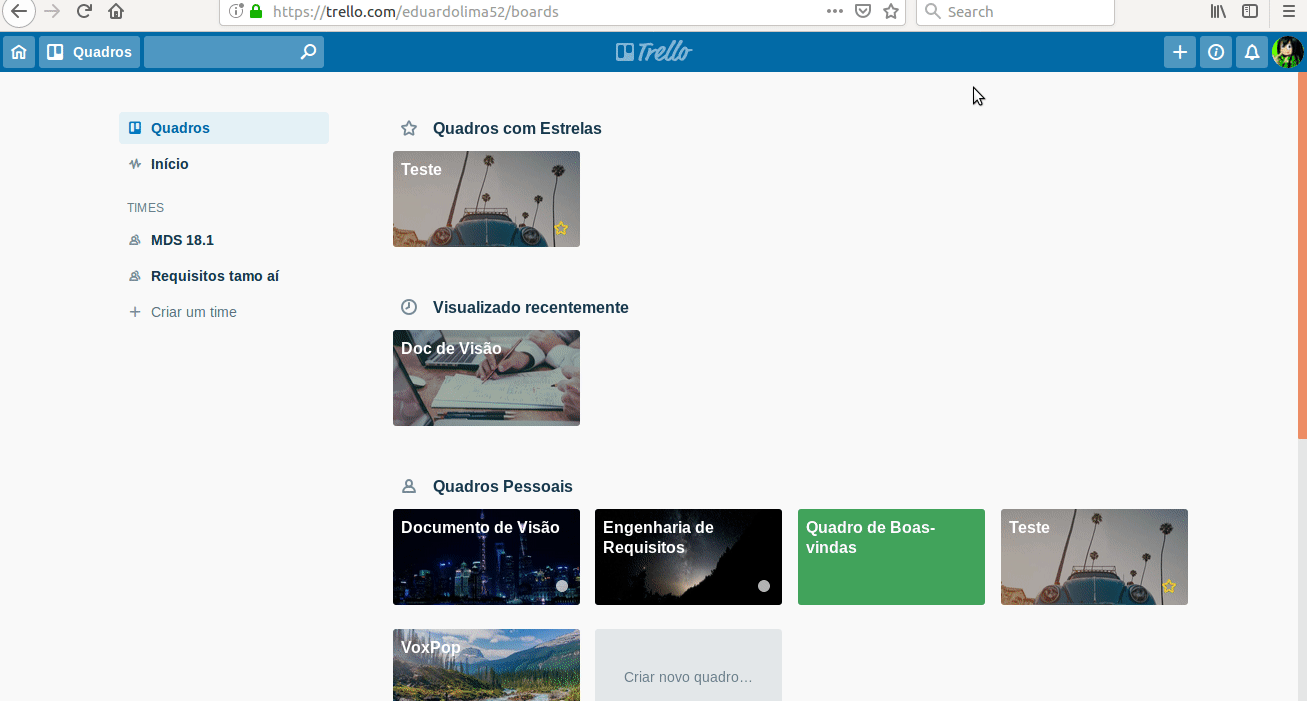 https://trello.com/eduardolima52/boards
Search
Quadros
Trello
Quadros
Início
TIMES
MDS 18.1
Requisitos tamo aí
Criar um time
Quadros com Estrelas
Teste
Visualizado recentemente
Doc de Visão
Quadros Pessoais
Documento de Visão
Engenharia de
Requisitos
Quadro de Boas-
vindas
Teste
VoxPop
Criar novo quadro…